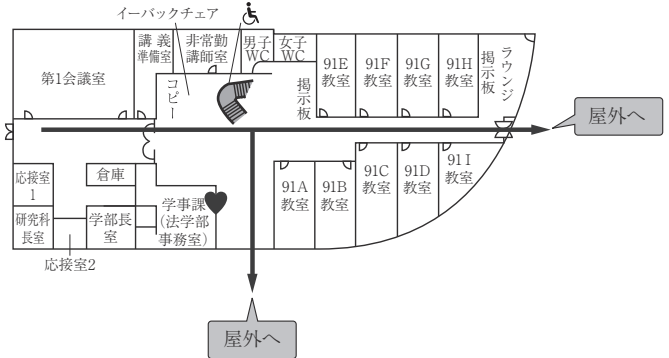 イーバックチェア
講義
準備室
非常勤
講師室
男子
WC
女子
WC
第1会議室
コピー
掲示板
91E
教室
91F
教室
91G
教室
91H
教室
掲示板
ラウンジ
屋外へ
応接室
1
倉庫
研究科
長室
学部長
室
学事課
(法学部
事務室)
91A
教室
91B
教室
91C
教室
91D
教室
91I
教室
応接室2
屋外へ